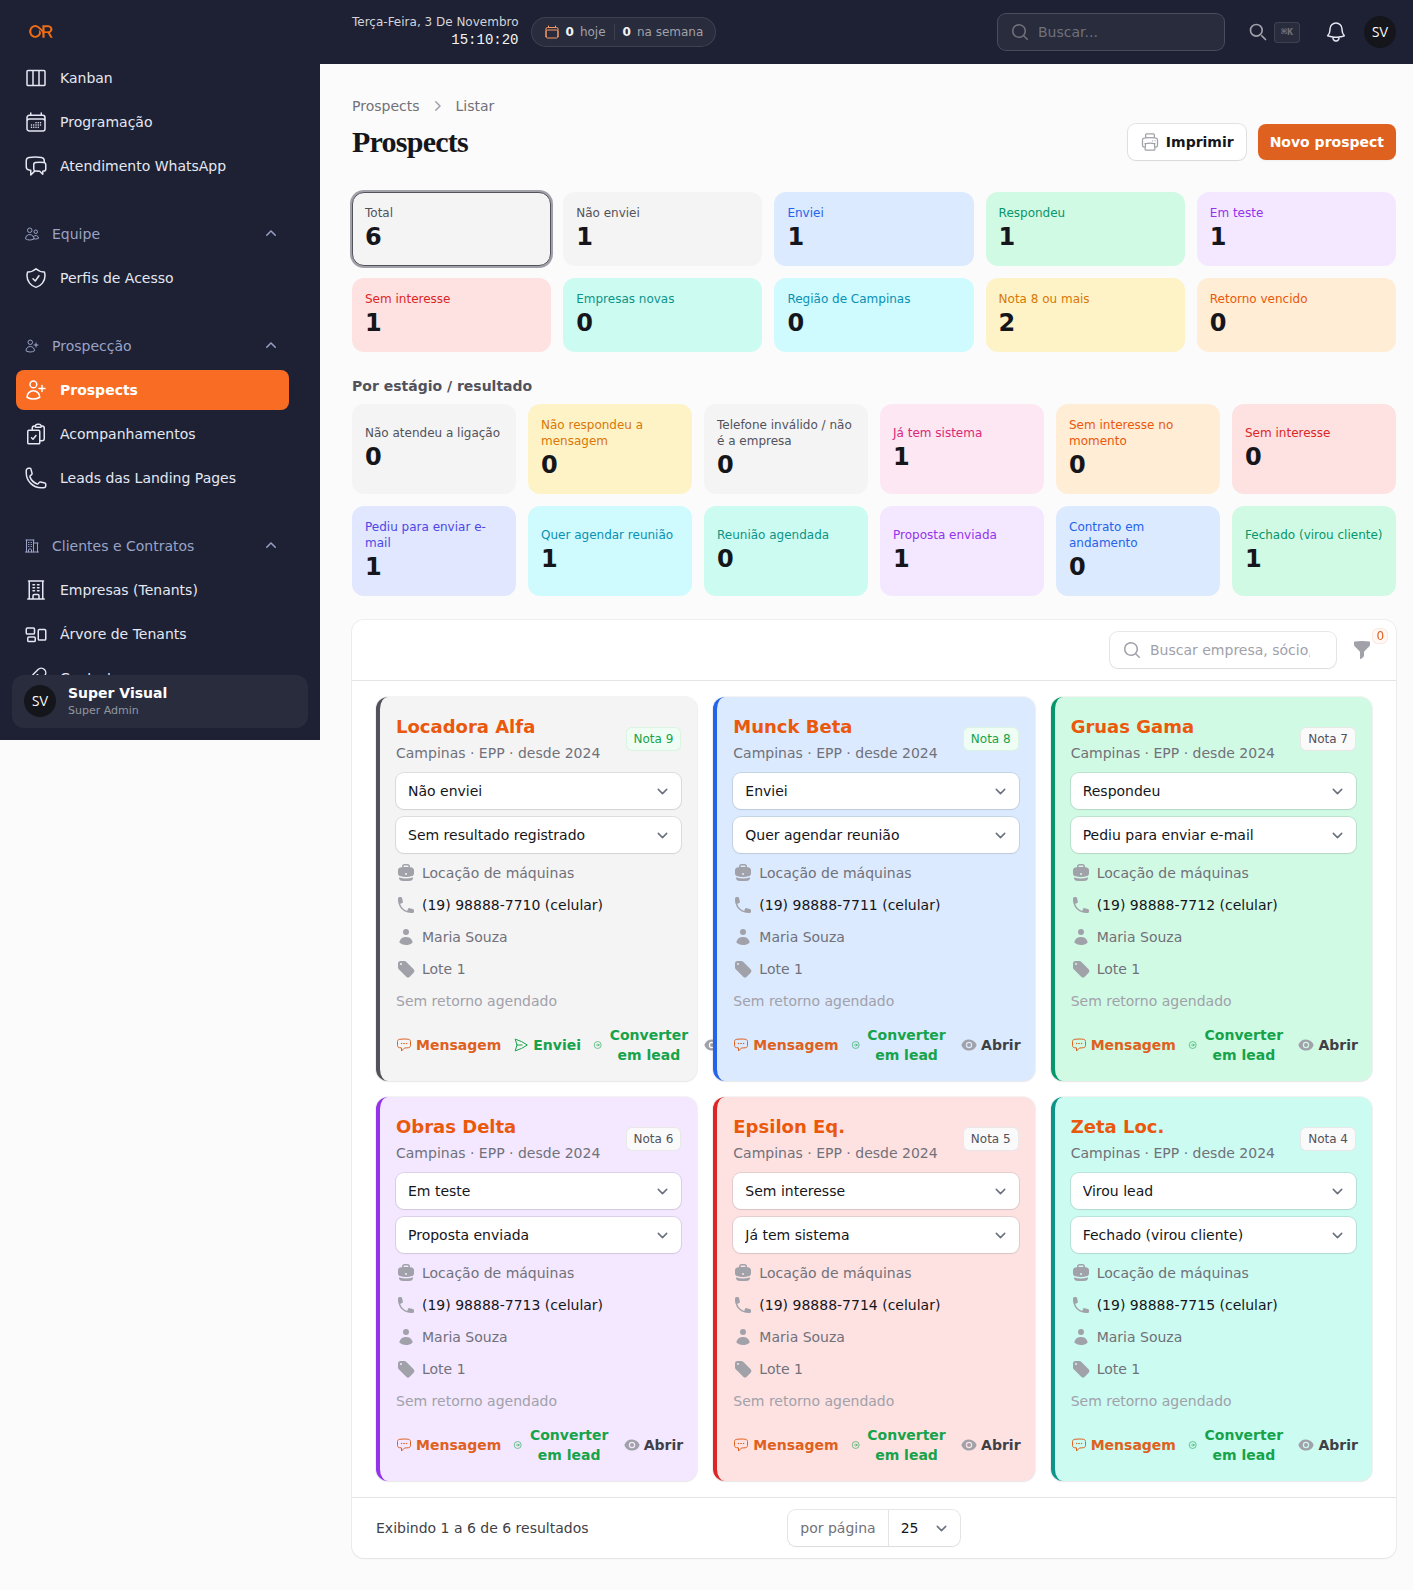 OR
Terça-Feira, 3 De Novembro
15:10:20
0 hoje
0 na semana
Buscar...
⌘K
SV
Kanban
Programação
Atendimento WhatsApp
Equipe
Perfis de Acesso
Prospecção
Prospects
Acompanhamentos
Leads das Landing Pages
Clientes e Contratos
Empresas (Tenants)
Árvore de Tenants
SV
Super Visual
Super Admin
Prospects
Listar
Prospects
Imprimir
Novo prospect
Total
6
Não enviei
1
Enviei
1
Respondeu
1
Em teste
1
Sem interesse
1
Empresas novas
0
Região de Campinas
0
Nota 8 ou mais
2
Retorno vencido
0
Por estágio / resultado
Não atendeu a ligação
0
Não respondeu a
mensagem
0
Telefone inválido / não
é a empresa
0
Já tem sistema
1
Sem interesse no
momento
0
Sem interesse
0
Pediu para enviar e-
mail
1
Quer agendar reunião
1
Reunião agendada
0
Proposta enviada
1
Contrato em
andamento
0
Fechado (virou cliente)
1
Buscar empresa, sócio,
0
Locadora Alfa
Campinas · EPP · desde 2024
Nota 9
Não enviei
Sem resultado registrado
Locação de máquinas
(19) 98888-7710 (celular)
Maria Souza
Lote 1
Sem retorno agendado
Mensagem
Enviei
Converter
em lead
Munck Beta
Campinas · EPP · desde 2024
Nota 8
Enviei
Quer agendar reunião
Locação de máquinas
(19) 98888-7711 (celular)
Maria Souza
Lote 1
Sem retorno agendado
Mensagem
Converter
em lead
Abrir
Gruas Gama
Campinas · EPP · desde 2024
Nota 7
Respondeu
Pediu para enviar e-mail
Locação de máquinas
(19) 98888-7712 (celular)
Maria Souza
Lote 1
Sem retorno agendado
Mensagem
Converter
em lead
Abrir
Obras Delta
Campinas · EPP · desde 2024
Nota 6
Em teste
Proposta enviada
Locação de máquinas
(19) 98888-7713 (celular)
Maria Souza
Lote 1
Sem retorno agendado
Mensagem
Converter
em lead
Abrir
Epsilon Eq.
Campinas · EPP · desde 2024
Nota 5
Sem interesse
Já tem sistema
Locação de máquinas
(19) 98888-7714 (celular)
Maria Souza
Lote 1
Sem retorno agendado
Mensagem
Converter
em lead
Abrir
Zeta Loc.
Campinas · EPP · desde 2024
Nota 4
Virou lead
Fechado (virou cliente)
Locação de máquinas
(19) 98888-7715 (celular)
Maria Souza
Lote 1
Sem retorno agendado
Mensagem
Converter
em lead
Abrir
Exibindo 1 a 6 de 6 resultados
por página
25